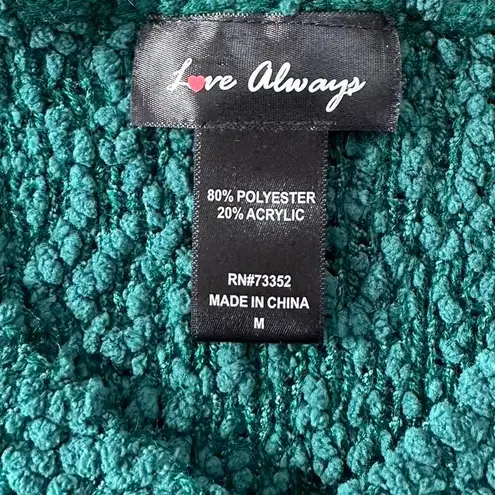 Love Always
80% POLYESTER
20% ACRYLIC
RN#73352
MADE IN CHINA
M